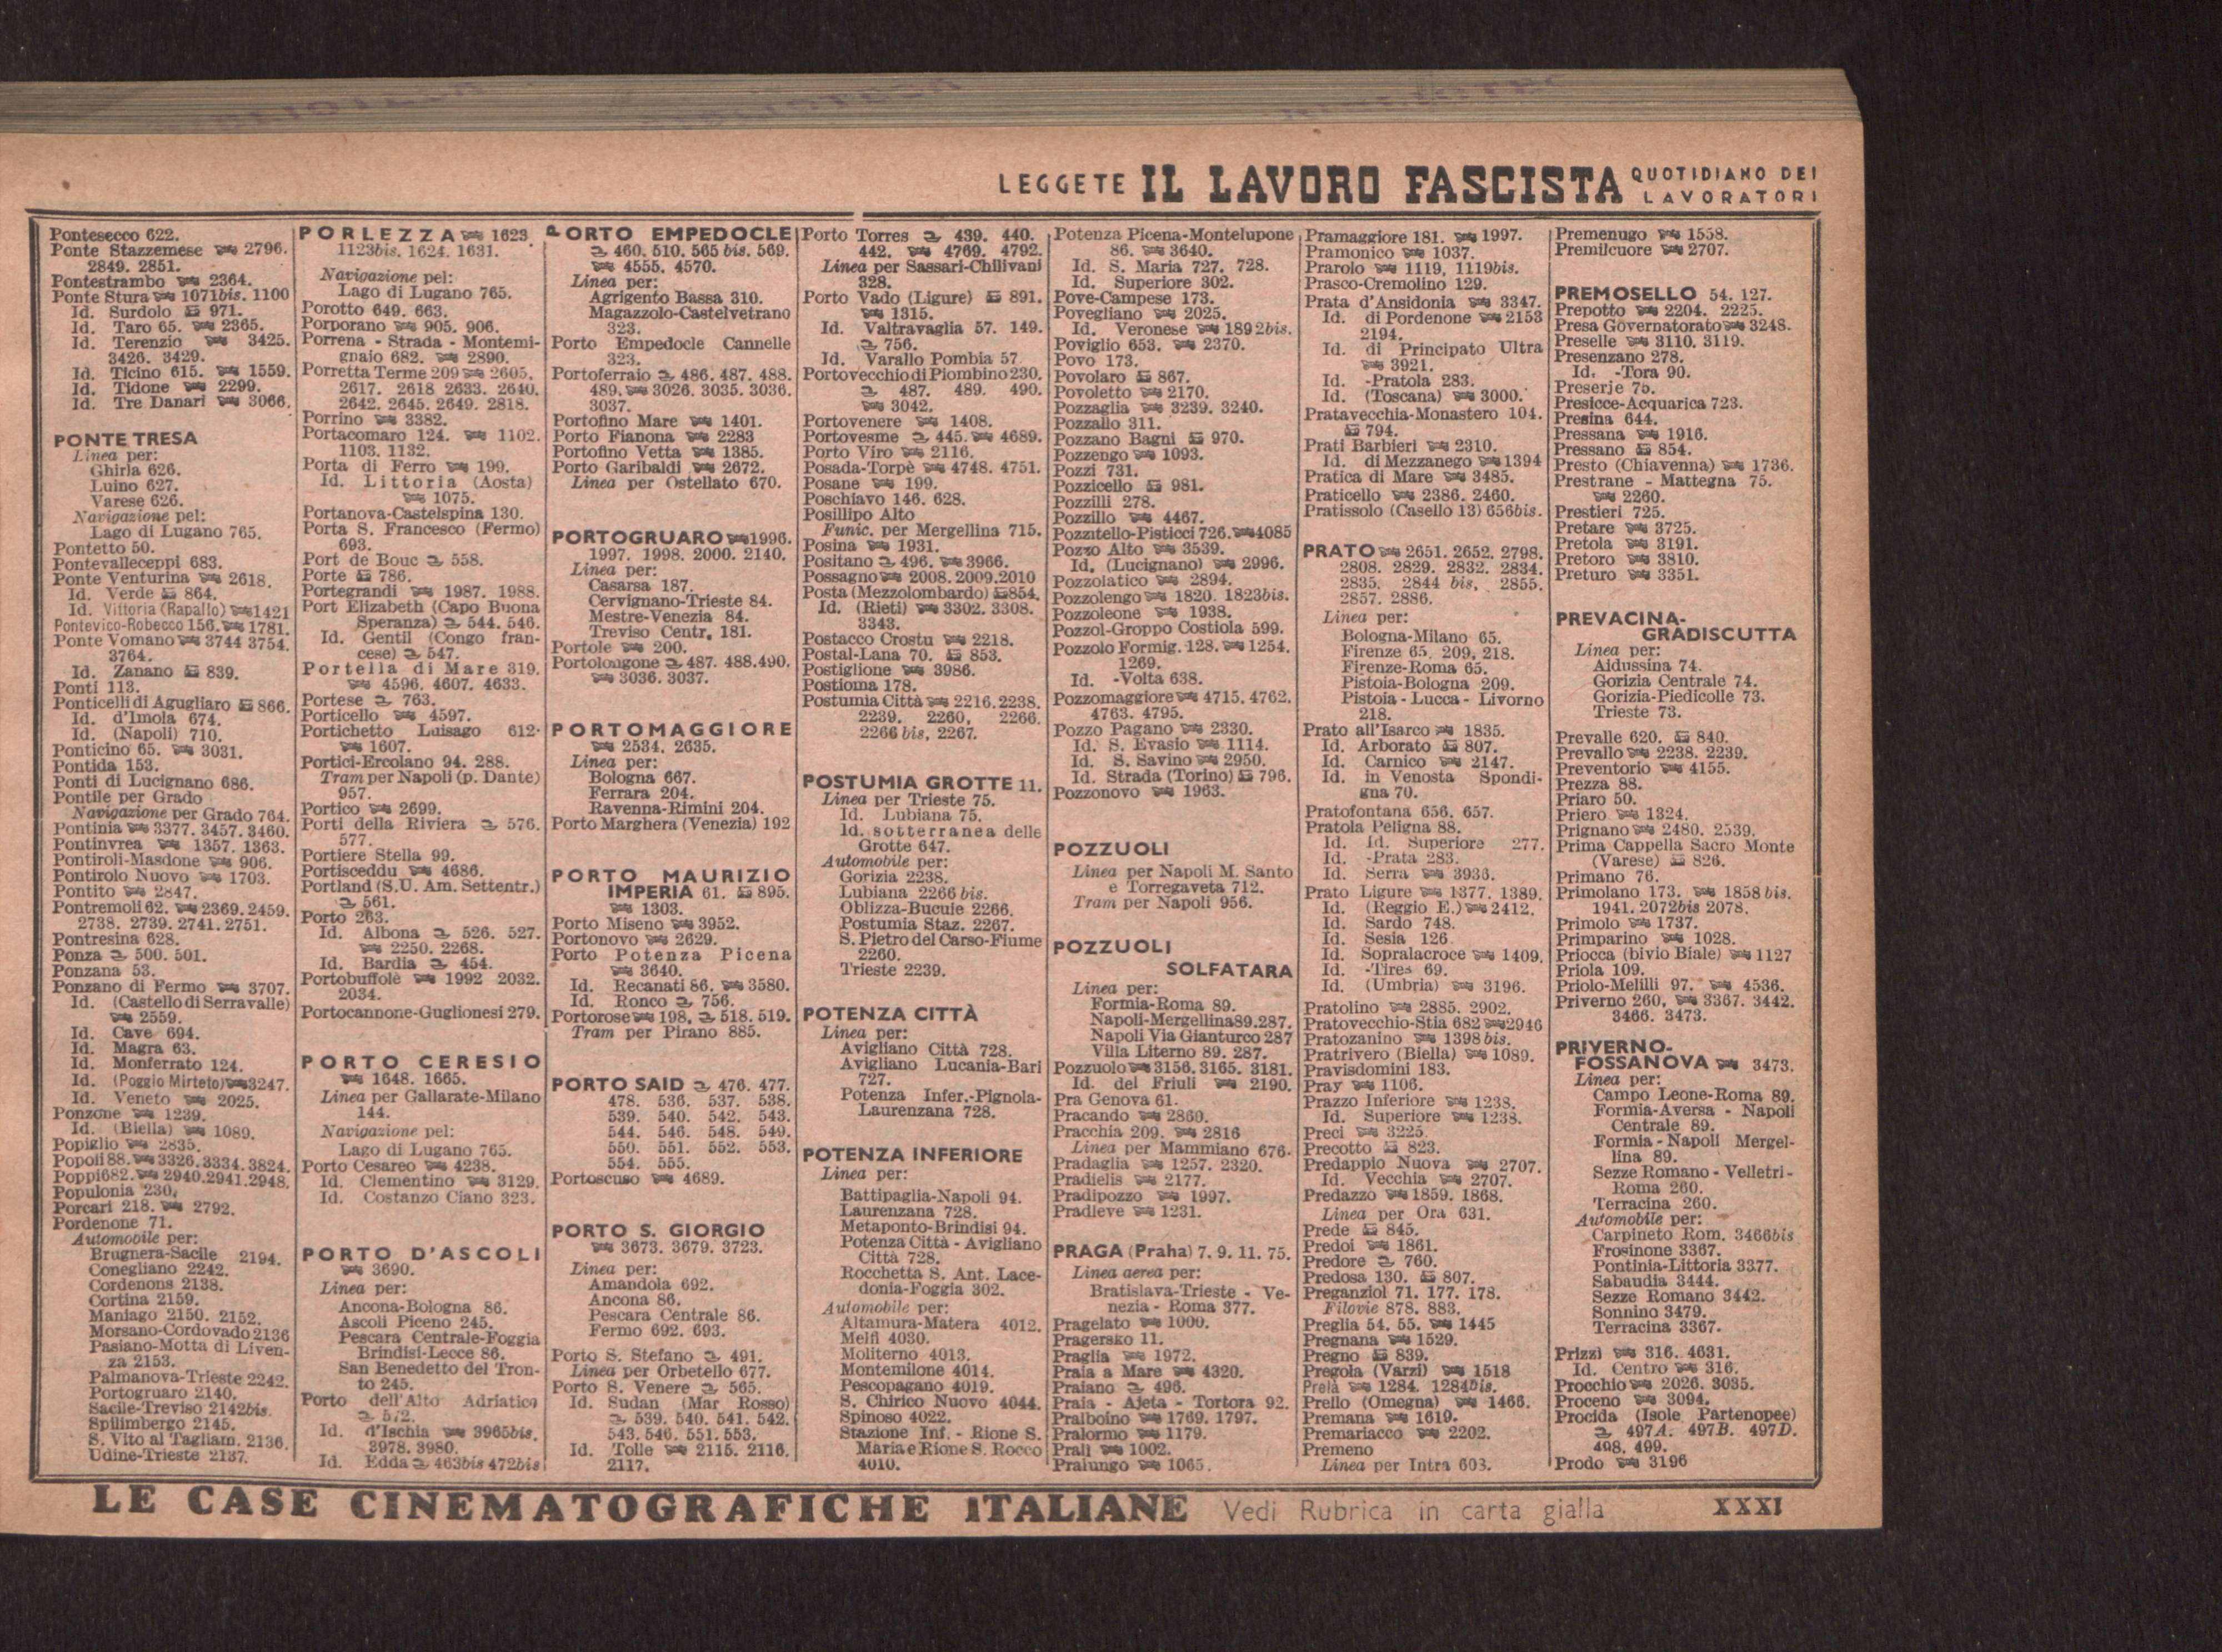 LEGGETE IL LAVORO FASCISTA QUOTIDIANO DEI
LAVORATORI
Pontesecco 622.
Ponte Stazzemese 2796.
2849. 2851.
Pontestrambo 2364.
Ponte Stura 1071bis. 1100
Id. Surdolo 971.
Id. Taro 65. 2365.
Id. Terenzio 3425.
3426. 3429.
Id. Ticino 615. 1559.
Id. Tidone 2299.
Id. Tre Danari 3066.
PONTE TRESA
Linea per:
Ghirla 626.
Luino 627.
Varese 626.
Navigazione pel:
Lago di Lugano 765.
Pontetto 50.
Pontevalleceppi 683.
Ponte Venturina 2618.
Id. Verde 864.
Id. Vittoria (Rapallo) 1421
Pontevico-Robecco 156. 1781.
Ponte Vomano 3744 3754.
3764.
Id. Zanano 839.
Ponti 113.
Ponticelli di Agugliaro 866.
Id. d'Imola 674.
Id. (Napoli) 710.
Ponticino 65. 3031.
Pontida 153.
Ponti di Lucignano 686.
Pontile per Grado
Navigazione per Grado 764.
Pontinia 3377. 3457. 3460.
Pontinvrea 1357. 1363.
Pontiroli-Masdone 906.
Pontirolo Nuovo 1703.
Pontito 2847.
Pontremoli 62. 2369. 2459.
2738. 2739. 2741. 2751.
Pontresina 628.
Ponza 500. 501.
Ponzana 53.
Ponzano di Fermo 3707.
Id. (Castello di Serravalle)
2559.
Id. Cave 694.
Id. Magra 63.
Id. Monferrato 124.
Id. (Poggio Mirteto) 3247.
Id. Veneto 2025.
Ponzone 1239.
Id. (Biella) 1089.
Popiglio 2835.
Popoli 88. 3326. 3334. 3824.
Poppi 682. 2940. 2941. 2948.
Populonia 230.
Porcari 218. 2792.
Pordenone 71.
Automobile per:
Brugnera-Sacile 2194.
Conegliano 2242.
Cordenons 2138.
Cortina 2159.
Maniago 2150. 2152.
Morsano-Cordovado 2136
Pasiano-Motta di Liven-
za 2153.
Palmanova-Trieste 2242.
Portogruaro 2140.
Sacile-Treviso 2142bis.
Spilimbergo 2145.
S. Vito al Tagliam. 2136.
Udine-Trieste 2137.
PORLEZZA 1623
1123bis. 1624. 1631.
Navigazione pel:
Lago di Lugano 765.
Porotto 649. 663.
Porporano 905. 906.
Porrena - Strada - Montemi-
gnaio 682. 2890.
Porretta Terme 209 2605.
2617. 2618 2633. 2640.
2642. 2645. 2649. 2818.
Porrino 3382.
Portacomaro 124. 1102.
1103. 1132.
Porta di Ferro 199.
Id. Littoria (Aosta)
1075.
Portanova-Castelspina 130.
Porta S. Francesco (Fermo)
693.
Port de Bouc 558.
Porte 786.
Portegrandi 1987. 1988.
Port Elizabeth (Capo Buona
Speranza) 544. 546.
Id. Gentil (Congo fran-
cese) 547.
Portella di Mare 319.
4596. 4607. 4633.
Portese 763.
Porticello 4597.
Portichetto Luisago 612.
1607.
Portici-Ercolano 94. 288.
Tram per Napoli (p. Dante)
957.
Portico 2699.
Porti della Riviera 576.
577.
Portiere Stella 99.
Portisceddu 4686.
Portland (S.U. Am. Settentr.)
561.
Porto 263.
Id. Albona 526. 527.
2250. 2268.
Id. Bardia 454.
Portobuffolè 1992 2032.
2034.
Portocannone-Guglionesi 279.
PORTO CERESIO
1648. 1665.
Linea per Gallarate-Milano
144.
Navigazione pel:
Lago di Lugano 765.
Porto Cesareo 4238.
Id. Clementino 3129.
Id. Costanzo Ciano 323.
PORTO D'ASCOLI
3690.
Linea per:
Ancona-Bologna 86.
Ascoli Piceno 245.
Pescara Centrale-Foggia
Brindisi-Lecce 86.
San Benedetto del Tron-
to 245.
Porto dell'Alto Adriatico
572.
Id. d'Ischia 3965bis.
3978. 3980.
Id. Edda 463bis 472bis
PORTO EMPEDOCLE
460. 510. 565 bis. 569.
4555. 4570.
Linea per:
Agrigento Bassa 310.
Magazzolo-Castelvetrano
323.
Porto Empedocle Cannelle
323.
Portoferraio 486. 487. 488.
489. 3026. 3035. 3036.
3037.
Portofino Mare 1401.
Porto Fianona 2283
Portofino Vetta 1385.
Porto Garibaldi 2672.
Linea per Ostellato 670.
PORTOGRUARO 1996.
1997. 1998. 2000. 2140.
Linea per:
Casarsa 187.
Cervignano-Trieste 84.
Mestre-Venezia 84.
Treviso Centr. 181.
Portole 200.
Portolongone 487. 488. 490.
3036. 3037.
PORTOMAGGIORE
2534. 2635.
Linea per:
Bologna 667.
Ferrara 204.
Ravenna-Rimini 204.
Porto Marghera (Venezia) 192
PORTO MAURIZIO
IMPERIA 61. 895.
1303.
Porto Miseno 3952.
Portonovo 2629.
Porto Potenza Picena
3640.
Id. Recanati 86. 3580.
Id. Ronco 756.
Portorose 198. 518. 519.
Tram per Pirano 885.
PORTO SAID 476. 477.
478. 536. 537. 538.
539. 540. 542. 543.
544. 546. 548. 549.
550. 551. 552. 553.
554. 555.
Portoscuso 4689.
PORTO S. GIORGIO
3673. 3679. 3723.
Linea per:
Amandola 692.
Ancona 86.
Pescara Centrale 86.
Fermo 692. 693.
Porto S. Stefano 491.
Linea per Orbetello 677.
Porto S. Venere 565.
Id. Sudan (Mar Rosso)
539. 540. 541. 542.
543. 546. 551. 553.
Id. Tolle 2115. 2116.
2117.
Porto Torres 439. 440.
442. 4769. 4792.
Linea per Sassari-Chilivani
328.
Porto Vado (Ligure) 891.
1315.
Id. Valtravaglia 57. 149.
756.
Id. Varallo Pombia 57
Portovecchio di Piombino 230.
487. 489. 490.
3042.
Portovenere 1408.
Portovesme 445. 4689.
Porto Viro 2116.
Posada-Torpè 4748. 4751.
Posane 199.
Poschiavo 146. 628.
Posillipo Alto
Funic. per Mergellina 715.
Posina 1931.
Positano 496. 3966.
Possagno 2008. 2009. 2010
Posta (Mezzolombardo) 854.
Id. (Rieti) 3302. 3308.
3343.
Postacco Crostu 2218.
Postal-Lana 70. 853.
Postiglione 3986.
Postioma 178.
Postumia Città 2216. 2238.
2239. 2260. 2266.
2266 bis. 2267.
POSTUMIA GROTTE 11.
Linea per Trieste 75.
Id. Lubiana 75.
Id. sotterranea delle
Grotte 647.
Automobile per:
Gorizia 2238.
Lubiana 2266 bis.
Oblizza-Bucuie 2266.
Postumia Staz. 2267.
S. Pietro del Carso-Fiume
2260.
Trieste 2239.
POTENZA CITTÀ
Linea per:
Avigliano Città 728.
Avigliano Lucania-Bari
727.
Potenza Infer.-Pignola-
Laurenzana 728.
POTENZA INFERIORE
Linea per:
Battipaglia-Napoli 94.
Laurenzana 728.
Metaponto-Brindisi 94.
Potenza Città - Avigliano
Città 728.
Rocchetta S. Ant. Lace-
donia-Foggia 302.
Automobile per:
Altamura-Matera 4012.
Melfi 4030.
Moliterno 4013.
Montemilone 4014.
Pescopagano 4019.
S. Chirico Nuovo 4044.
Spinoso 4022.
Stazione Inf. - Rione S.
Maria e Rione S. Rocco
4010.
Potenza Picena-Montelupone
86. 3640.
Id. S. Maria 727. 728.
Id. Superiore 302.
Pove-Campese 173.
Povegliano 2025.
Id. Veronese 1892bis.
Poviglio 653. 2370.
Povo 173.
Povolaro 867.
Povoletto 2170.
Pozzaglia 3239. 3240.
Pozzallo 311.
Pozzano Bagni 970.
Pozzengo 1093.
Pozzi 731.
Pozzicello 981.
Pozzilli 278.
Pozzillo 4467.
Pozzitello-Pisticci 726. 4085
Pozzo Alto 3539.
Id. (Lucignano) 2996.
Pozzolatico 2894.
Pozzolengo 1820. 1823bis.
Pozzoleone 1938.
Pozzol-Groppo Costiola 599.
Pozzolo Formig. 128. 1254.
1269.
Id. -Volta 638.
Pozzomaggiore 4715. 4762.
4763. 4795.
Pozzo Pagano 2330.
Id. S. Evasio 1114.
Id. S. Savino 2950.
Id. Strada (Torino) 796.
Pozzonovo 1963.
POZZUOLI
Linea per Napoli M. Santo
e Torregaveta 712.
Tram per Napoli 956.
POZZUOLI
SOLFATARA
Linea per:
Formia-Roma 89.
Napoli-Mergellina 89. 287.
Napoli Via Gianturco 287
Villa Literno 89. 287.
Pozzuolo 3156. 3165. 3181.
Id. del Friuli 2190.
Pra Genova 61.
Pracando 2860.
Pracchia 209. 2816
Linea per Mammiano 676.
Pradaglia 1257. 2320.
Pradielis 2177.
Pradipozzo 1997.
Pradleve 1231.
PRAGA (Praha) 7. 9. 11. 75.
Linea aerea per:
Bratislava-Trieste - Ve-
nezia - Roma 377.
Pragelato 1000.
Pragersko 11.
Praglia 1972.
Praia a Mare 4320.
Praiano 496.
Praia - Ajeta - Tortora 92.
Pralboino 1769. 1797.
Pralormo 1179.
Prali 1002.
Pralungo 1065.
Pramaggiore 181. 1997.
Pramonico 1037.
Prarolo 1119. 1119bis.
Prasco-Cremolino 129.
Prata d'Ansidonia 3347.
Id. di Pordenone 2153
2194.
Id. di Principato Ultra
3921.
Id. -Pratola 283.
Id. (Toscana) 3000.
Pratavecchia-Monastero 104.
794.
Prati Barbieri 2310.
Id. di Mezzanego 1394
Pratica di Mare 3485.
Praticello 2386. 2460.
Pratissolo (Casello 13) 656bis.
PRATO 2651. 2652. 2798.
2808. 2829. 2832. 2834.
2835. 2844 bis. 2855.
2857. 2886.
Linea per:
Bologna-Milano 65.
Firenze 65. 209. 218.
Firenze-Roma 65.
Pistoia-Bologna 209.
Pistoia - Lucca - Livorno
218.
Prato all'Isarco 1835.
Id. Arborato 807.
Id. Carnico 2147.
Id. in Venosta Spondi-
gna 70.
Pratofontana 656. 657.
Pratola Peligna 88.
Id. Id. Superiore 277.
Id. -Prata 283.
Id. Serra 3936.
Prato Ligure 1377. 1389.
Id. (Reggio E.) 2412.
Id. Sardo 748.
Id. Sesia 126
Id. Sopralacroce 1409.
Id. -Tires 69.
Id. (Umbria) 3196.
Pratolino 2885. 2902.
Pratovecchio-Stia 682 2946
Pratozanino 1398 bis.
Pratrivero (Biella) 1089.
Pravisdomini 183.
Pray 1106.
Prazzo Inferiore 1238.
Id. Superiore 1238.
Preci 3225.
Precotto 823.
Predappio Nuova 2707.
Id. Vecchia 2707.
Predazzo 1859. 1868.
Linea per Ora 631.
Prede 845.
Predoi 1861.
Predore 760.
Predosa 130. 807.
Preganziol 71. 177. 178.
Filovie 878. 883.
Preglia 54. 55. 1445
Pregnana 1529.
Pregno 839.
Pregola (Varzi) 1518
Prelà 1284. 1284bis.
Prello (Omegna) 1466.
Premana 1619.
Premariacco 2202.
Premeno
Linea per Intra 603.
Premenugo 1558.
Premilcuore 2707.
PREMOSELLO 54. 127.
Prepotto 2204. 2225.
Presa Governatorato 3248.
Preselle 3110. 3119.
Presenzano 278.
Id. -Tora 90.
Preserje 75.
Presicce-Acquarica 723.
Presina 644.
Pressana 1916.
Pressano 854.
Presto (Chiavenna) 1736.
Prestrane - Mattegna 75.
2260.
Prestieri 725.
Pretare 3725.
Pretola 3191.
Pretoro 3810.
Preturo 3351.
PREVACINA-
GRADISCUTTA
Linea per:
Aidussina 74.
Gorizia Centrale 74.
Gorizia-Piedicolle 73.
Trieste 73.
Prevalle 620. 840.
Prevallo 2238. 2239.
Preventorio 4155.
Prezza 88.
Priaro 50.
Priero 1324.
Prignano 2480. 2539.
Prima Cappella Sacro Monte
(Varese) 826.
Primano 76.
Primolano 173. 1858 bis.
1941. 2072bis 2078.
Primolo 1737.
Primparino 1028.
Priocca (bivio Biale) 1127
Priola 109.
Priolo-Melilli 97. 4536.
Priverno 260. 3367. 3442.
3466. 3473.
PRIVERNO-
FOSSANOVA 3473.
Linea per:
Campo Leone-Roma 89.
Formia-Aversa - Napoli
Centrale 89.
Formia - Napoli Mergel-
lina 89.
Sezze Romano - Velletri -
Roma 260.
Terracina 260.
Automobile per:
Carpineto Rom. 3466bis
Frosinone 3367.
Pontinia-Littoria 3377.
Sabaudia 3444.
Sezze Romano 3442.
Sonnino 3479.
Terracina 3367.
Prizzi 316. 4631.
Id. Centro 316.
Procchio 2026. 3035.
Proceno 3094.
Procida (Isole Partenopee)
497A. 497B. 497D.
498. 499.
Prodo 3196
LE CASE CINEMATOGRAFICHE ITALIANE Vedi Rubrica in carta gialla XXXI